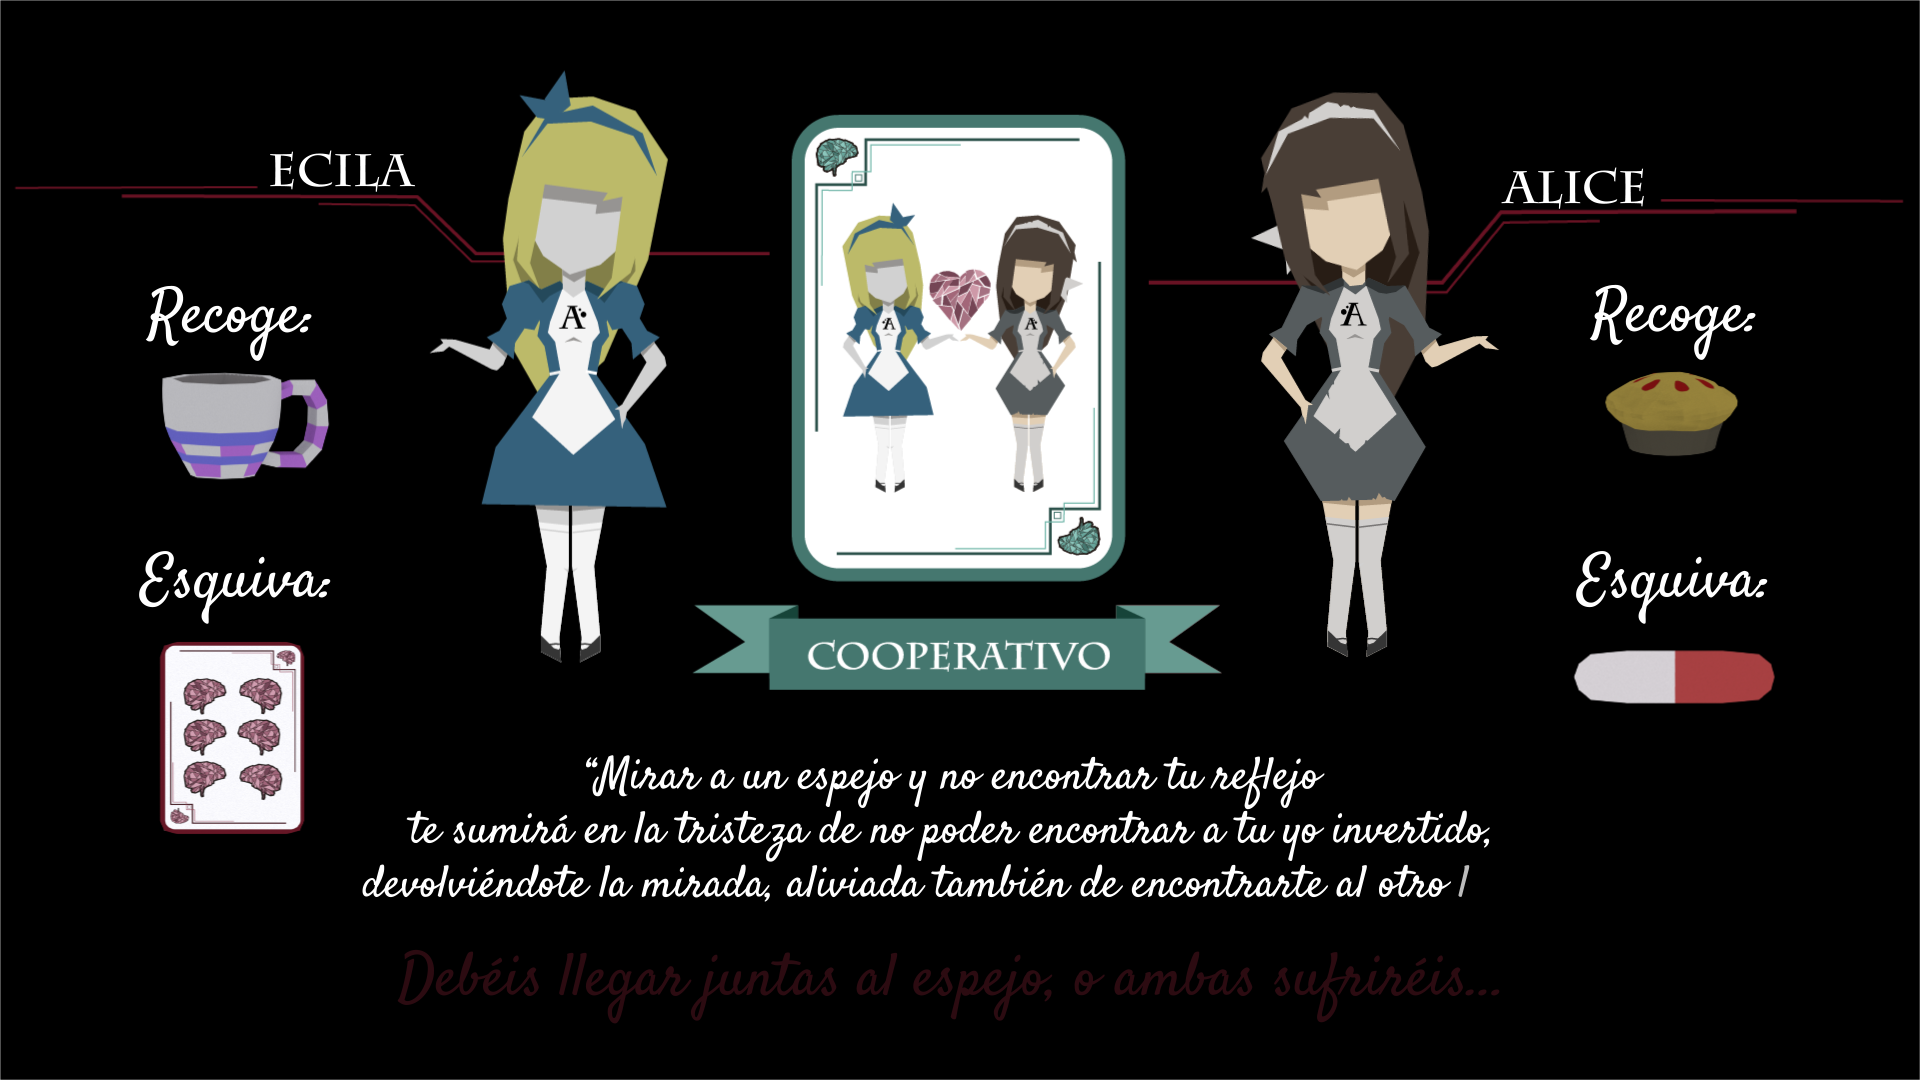 ECILA
ALICE
Recoge:
Recoge:
A
A
A
A
Esquiva:
Esquiva:
COOPERATIVO
“Mirar a un espejo y no encontrar tu reflejo
te sumirá en la tristeza de no poder encontrar a tu yo invertido,
devolviéndote la mirada, aliviada también de encontrarte al otro l
Debéis llegar juntas al espejo, o ambas sufriréis...